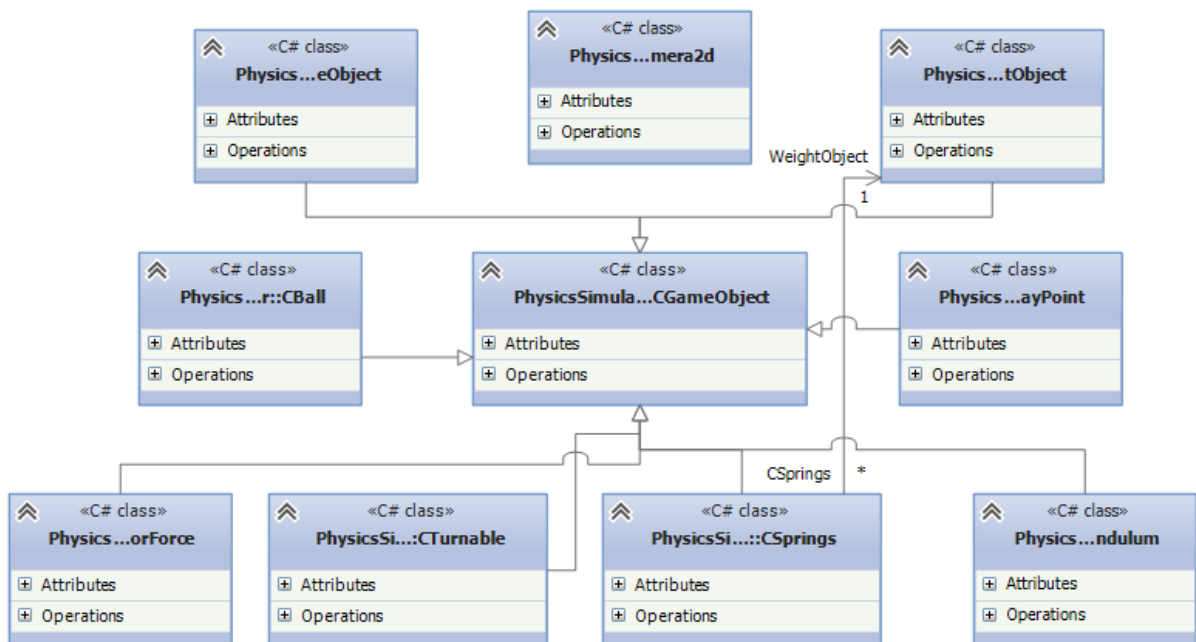 «C# class»
Physics...eObject
Attributes
Operations
«C# class»
Physics...mera2d
Attributes
Operations
«C# class»
Physics...tObject
Attributes
Operations
WeightObject
1
«C# class»
Physics...r::CBall
Attributes
Operations
«C# class»
PhysicsSimula...CGameObject
Attributes
Operations
«C# class»
Physics...ayPoint
Attributes
Operations
CSprings
*
«C# class»
Physics...orForce
Attributes
Operations
«C# class»
PhysicsSi...:CTurnable
Attributes
Operations
«C# class»
PhysicsSi...::CSprings
Attributes
Operations
«C# class»
Physics...ndulum
Attributes
Operations